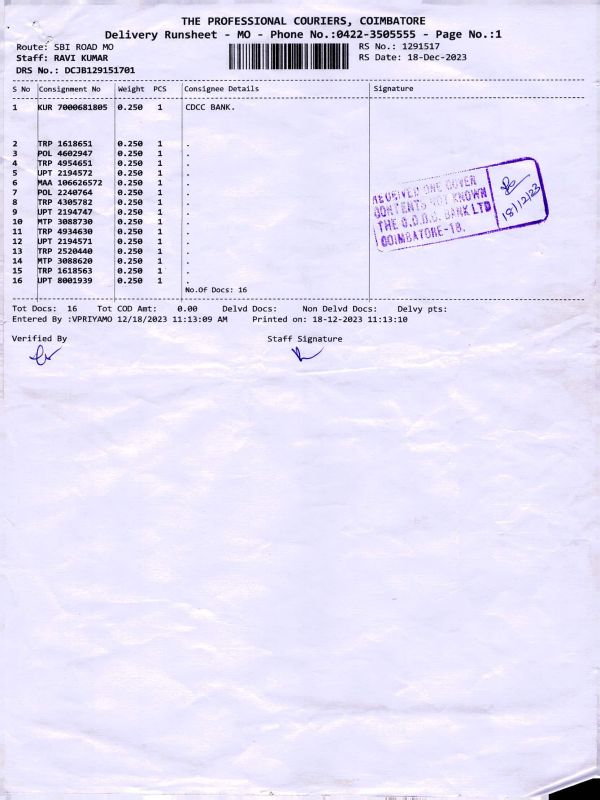 THE PROFESSIONAL COURIERS, COIMBATORE
Delivery Runsheet - MO - Phone No.:0422-3505555 - Page No.:1
Route: SBI ROAD MO RS No.: 1291517
Staff: RAVI KUMAR RS Date: 18-Dec-2023
DRS No.: DCJB129151701
S No Consignment No Weight PCS Consignee Details Signature
1 KUR 7000681805 0.250 1 CDCC BANK.
2 TRP 1618651 0.250 1 .
3 POL 4602947 0.250 1 .
4 TRP 4954651 0.250 1 .
5 UPT 2194572 0.250 1 .
6 MAA 106626572 0.250 1 .
7 POL 2240764 0.250 1 .
8 TRP 4305782 0.250 1 .
9 UPT 2194747 0.250 1 .
10 MTP 3088730 0.250 1 .
11 TRP 4934630 0.250 1 .
12 UPT 2194571 0.250 1 .
13 TRP 2520440 0.250 1 .
14 MTP 3088620 0.250 1 .
15 TRP 1618563 0.250 1 .
16 UPT 8001939 0.250 1 .
No.Of Docs: 16
RECEIVED ONE COVER
CONTENTS NOT KNOWN
THE C.D.C.C. BANK LTD
COIMBATORE-18.
18/12/23
Tot Docs: 16 Tot COD Amt: 0.00 Delvd Docs: Non Delvd Docs: Delvy pts:
Entered By :VPRIYAMO 12/18/2023 11:13:09 AM Printed on: 18-12-2023 11:13:10
Verified By Staff Signature